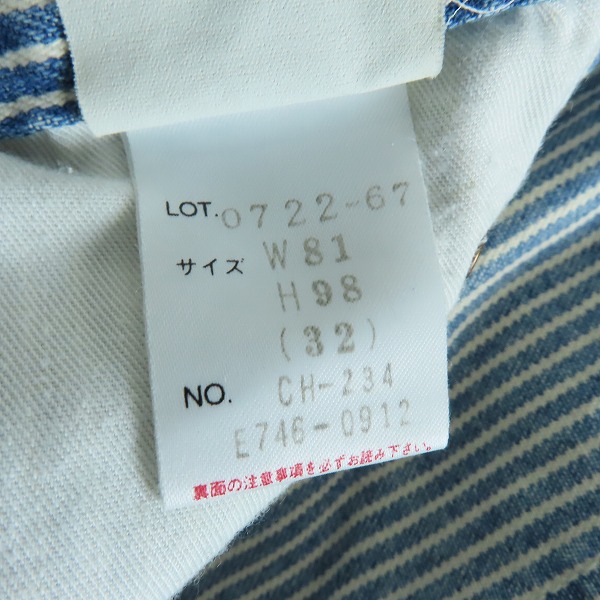 LOT. 0722-67
サイズ W81
H98
(32)
NO. CH-234
E746-0912
裏面の注意事項を必ずお読み下さい。